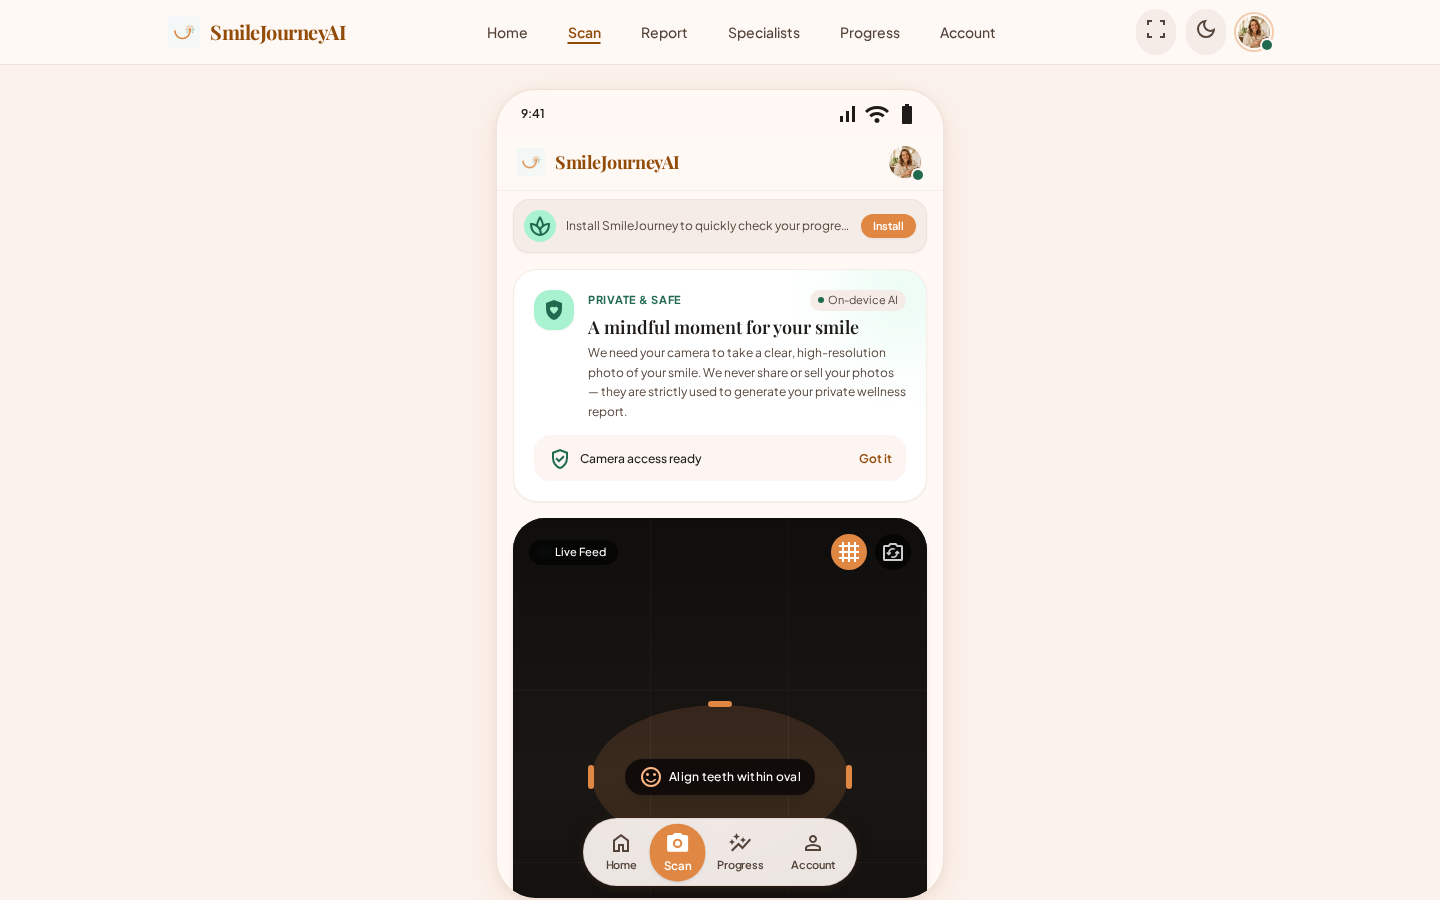 SmileJourneyAI
Home
Scan
Report
Specialists
Progress
Account
9:41
SmileJourneyAI
Install SmileJourney to quickly check your progre...
Install
PRIVATE & SAFE
On-device AI
A mindful moment for your smile
We need your camera to take a clear, high-resolution
photo of your smile. We never share or sell your photos
— they are strictly used to generate your private wellness
report.
Camera access ready
Got it
Live Feed
Align teeth within oval
Home
Scan
Progress
Account